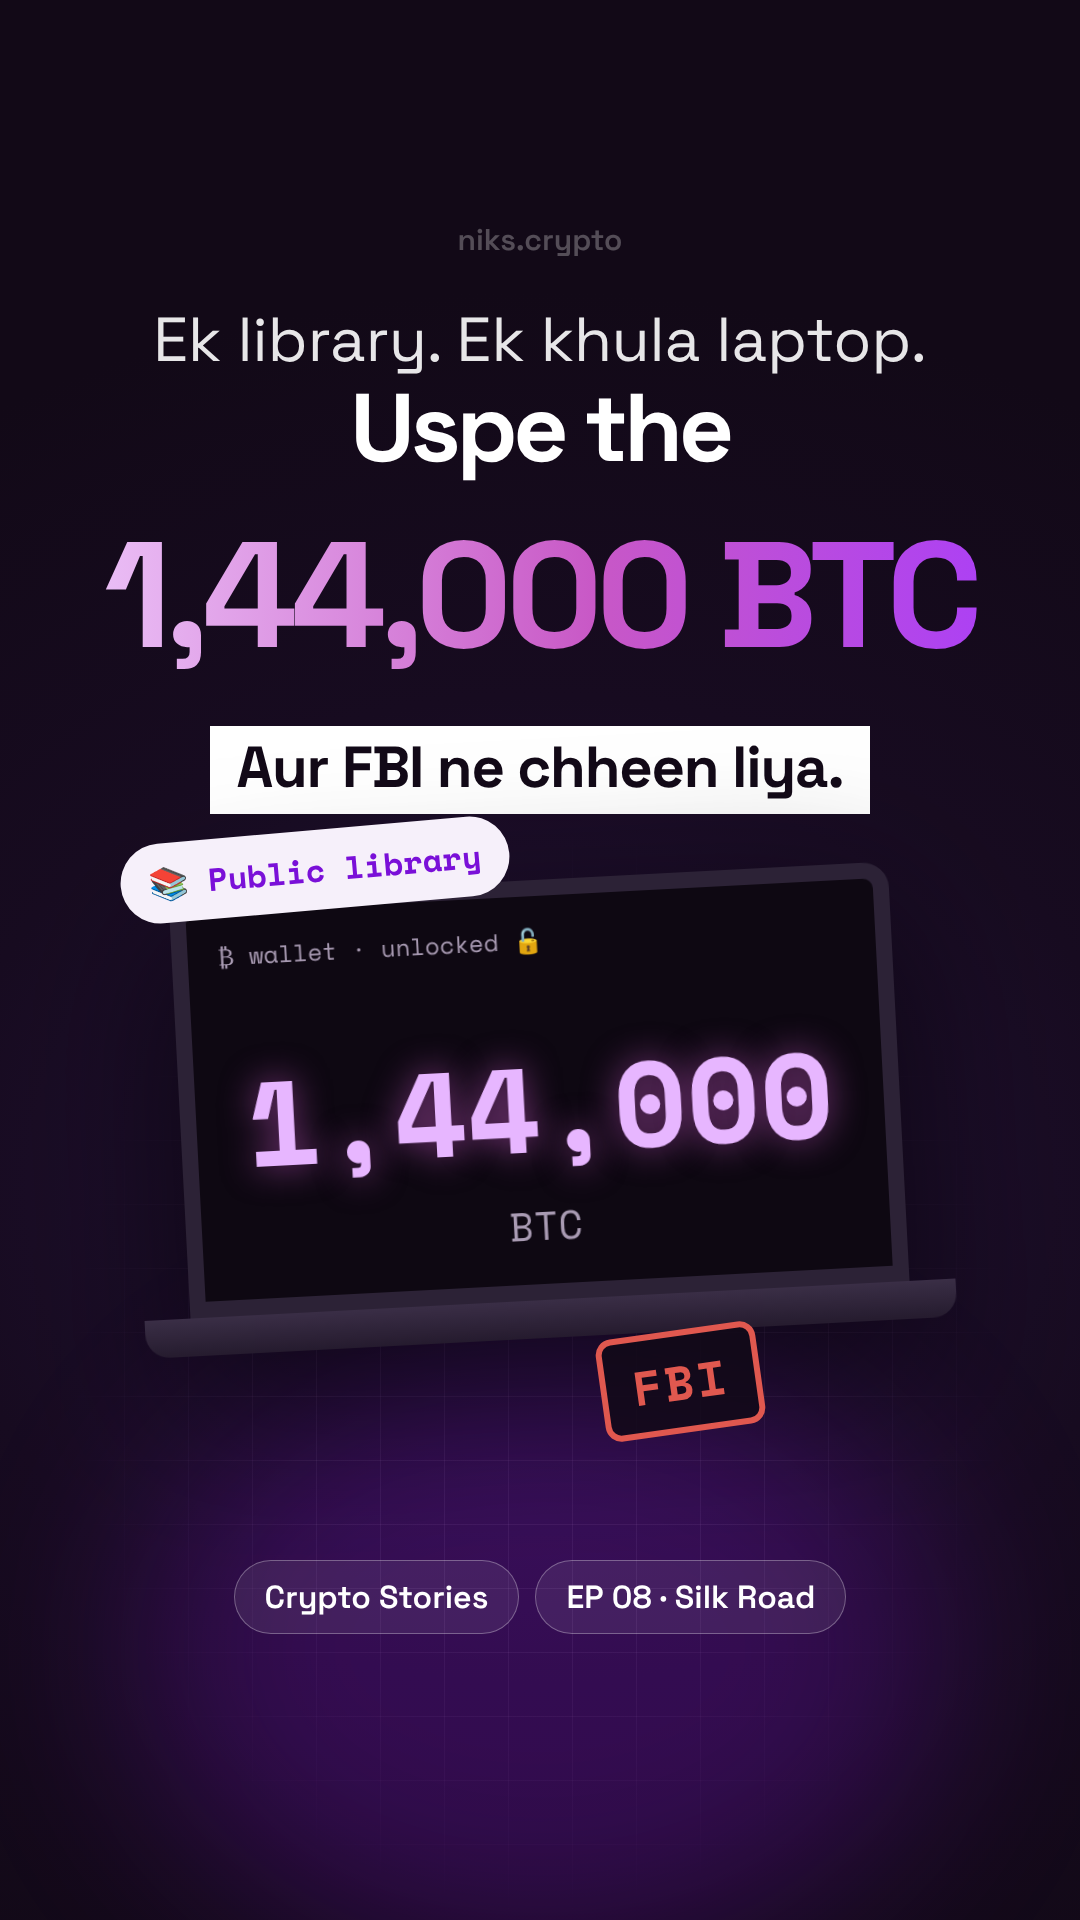 niks.crypto
Ek library. Ek khula laptop.
Uspe the
1,44,000 BTC
Aur FBI ne chheen liya.
📚 Public library
₿ wallet · unlocked 🔓
1,44,000
BTC
FBI
Crypto Stories
EP 08 · Silk Road